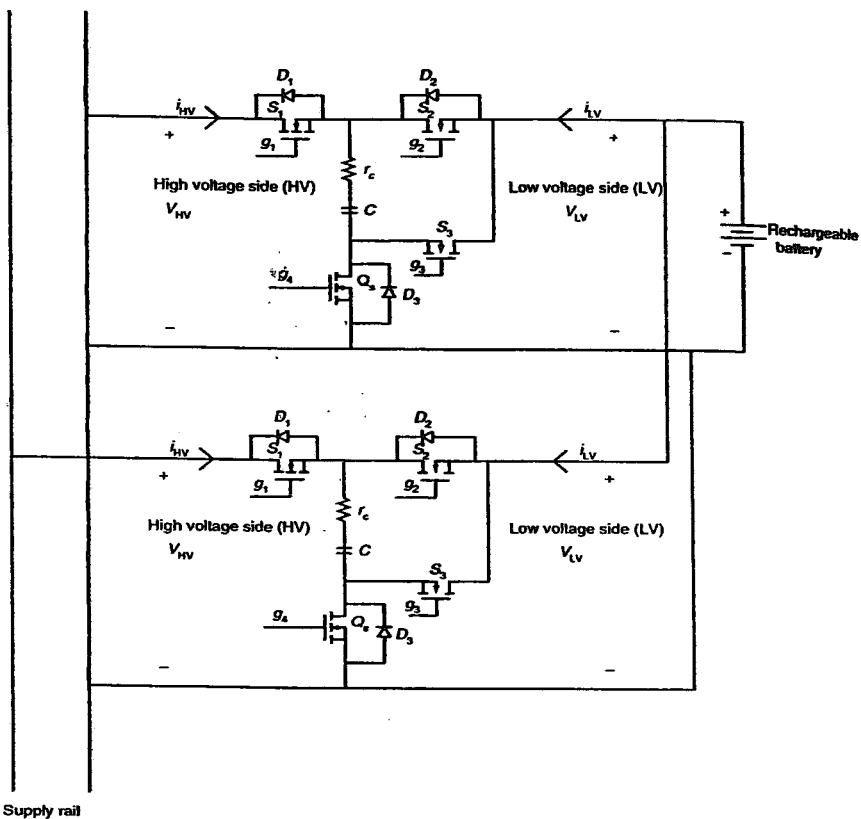 D1
D2
iHV
S1
S2
iLV
+
+
g1
g2
High voltage side (HV)
rc
Low voltage side (LV)
VHV
C
VLV
S3
+
Rechargeable
battery
-
g4
Qs
g3
D3
-
-
D1
D2
iHV
S1
S2
iLV
+
+
g1
g2
High voltage side (HV)
rc
Low voltage side (LV)
VHV
C
VLV
S3
g4
Qs
g3
D3
-
-
Supply rail